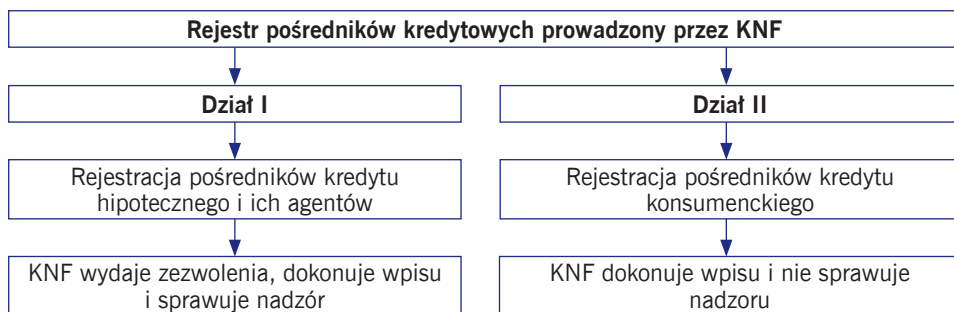 Rejestr pośredników kredytowych prowadzony przez KNF
Dział I
Dział II
Rejestracja pośredników kredytu
hipotecznego i ich agentów
Rejestracja pośredników kredytu
konsumenckiego
KNF wydaje zezwolenia, dokonuje wpisu
i sprawuje nadzór
KNF dokonuje wpisu i nie sprawuje
nadzoru